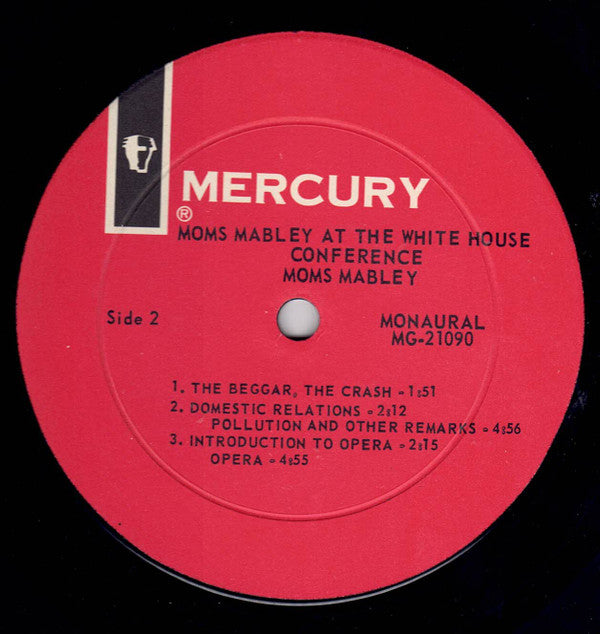 MERCURY
®
MOMS MABLEY AT THE WHITE HOUSE
CONFERENCE
MOMS MABLEY
Side 2
MONAURAL
MG-21090
1. THE BEGGAR, THE CRASH - 1:51
2. DOMESTIC RELATIONS - 2:12
POLLUTION AND OTHER REMARKS - 4:56
3. INTRODUCTION TO OPERA - 2:15
OPERA - 4:55